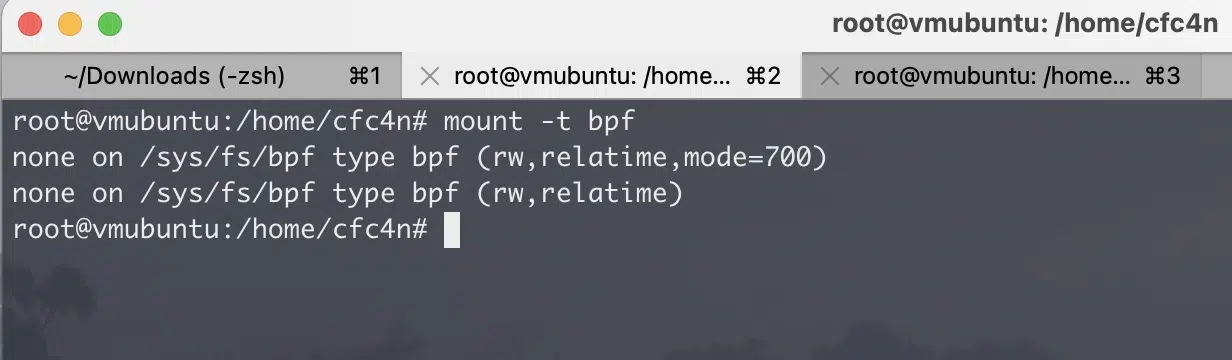 root@vmubuntu: /home/cfc4n
~/Downloads (-zsh) ⌘1
root@vmubuntu: /home... ⌘2
root@vmubuntu: /home... ⌘3
root@vmubuntu:/home/cfc4n# mount -t bpf
none on /sys/fs/bpf type bpf (rw,relatime,mode=700)
none on /sys/fs/bpf type bpf (rw,relatime)
root@vmubuntu:/home/cfc4n#